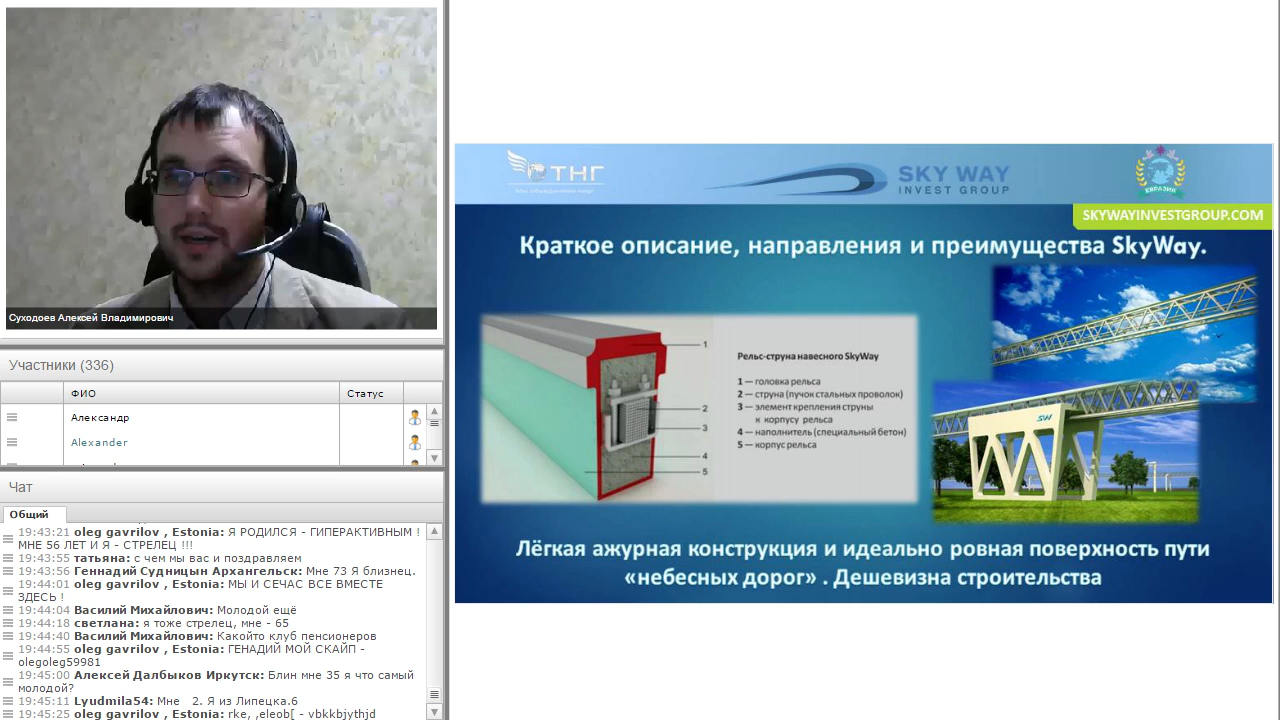 Суходоев Алексей Владимирович
Участники (336)
ФИО
Статус
Александр
Alexander
Чат
Общий
19:43:21 oleg gavrilov , Estonia: Я РОДИЛСЯ - ГИПЕРАКТИВНЫМ !
МНЕ 56 ЛЕТ И Я - СТРЕЛЕЦ !!!
19:43:55 татьяна: с чем мы вас и поздравляем
19:43:56 Геннадий Судницын Архангельск: Мне 73 Я близнец.
19:44:01 oleg gavrilov , Estonia: МЫ И СЕЧАС ВСЕ ВМЕСТЕ
ЗДЕСЬ !
19:44:04 Василий Михайлович: Молодой ещё
19:44:18 светлана: я тоже стрелец, мне - 65
19:44:40 Василий Михайлович: Какойто клуб пенсионеров
19:44:55 oleg gavrilov , Estonia: ГЕНАДИЙ МОЙ СКАЙП -
olegoleg59981
19:45:00 Алексей Далбыков Иркутск: Блин мне 35 я что самый
молодой?
19:45:11 Lyudmila54: Мне 2. Я из Липецка.6
19:45:25 oleg gavrilov , Estonia: rke, ,eleob[ - vbkkbjythjd
ТНГ
SKY WAY
INVEST GROUP
ЕВРАЗИЯ
SKYWAYINVESTGROUP.COM
Краткое описание, направления и преимущества SkyWay.
1
2
3
4
5
Рельс-струна навесного SkyWay
1 — головка рельса
2 — струна (пучок стальных проволок)
3 — элемент крепления струны
к корпусу рельса
4 — наполнитель (специальный бетон)
5 — корпус рельса
SW
Лёгкая ажурная конструкция и идеально ровная поверхность пути
«небесных дорог» . Дешевизна строительства